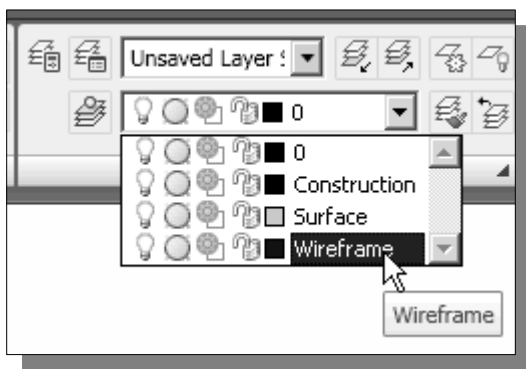 Unsaved Layer S
0
0
Construction
Surface
Wireframe
Wireframe